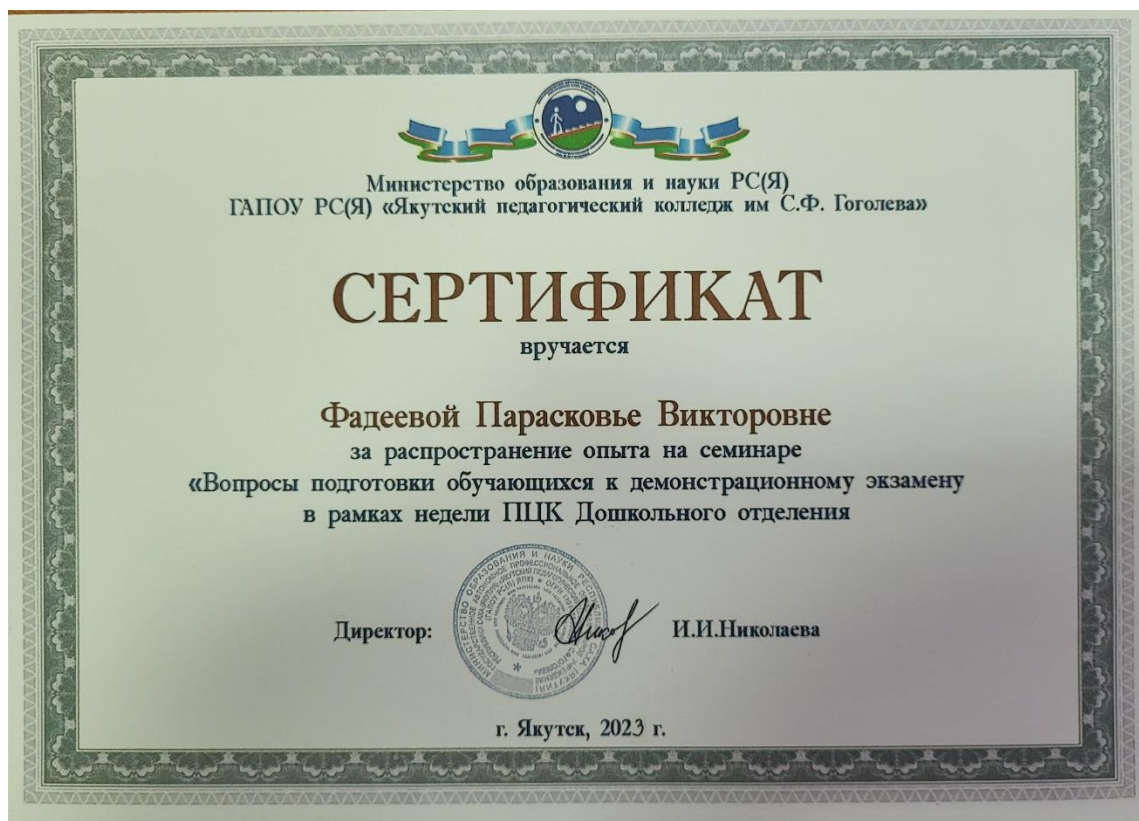 Министерство образования и науки РС(Я)
ГАПОУ РС(Я) «Якутский педагогический колледж им С.Ф. Гоголева»
СЕРТИФИКАТ
вручается
Фадеевой Парасковье Викторовне
за распространение опыта на семинаре
«Вопросы подготовки обучающихся к демонстрационному экзамену
в рамках недели ПЦК Дошкольного отделения
Директор:
И.И.Николаева
г. Якутск, 2023 г.